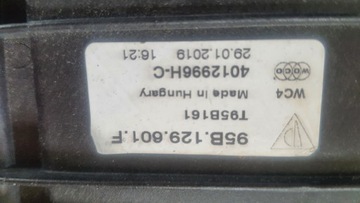 95B.129.601.F
T95B161
Made in Hungary
WC4
4012996H-C
29.01.2019 16:21